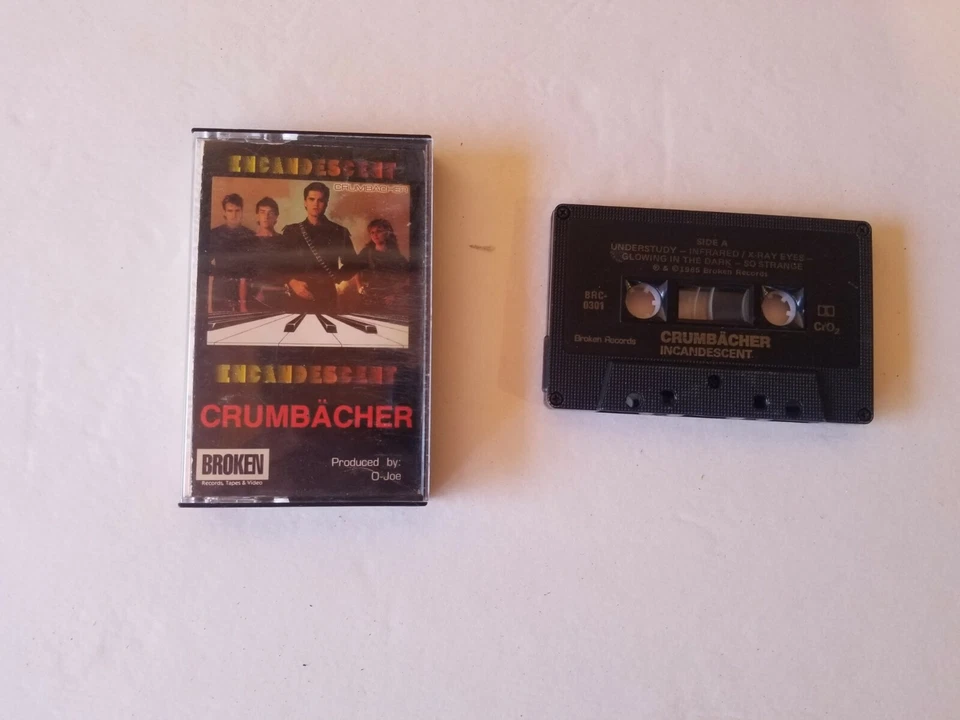 INCANDESCENT
CRUMBÄCHER
INCANDESCENT
CRUMBÄCHER
BROKEN
Records, Tapes & Video
Produced by:
O-Joe
SIDE A
UNDERSTUDY – INFRARED / X-RAY EYES –
GLOWING IN THE DARK – SO STRANGE
℗ & © 1985 Broken Records
BRC-
0301
CrO₂
Broken Records
CRUMBÄCHER
INCANDESCENT